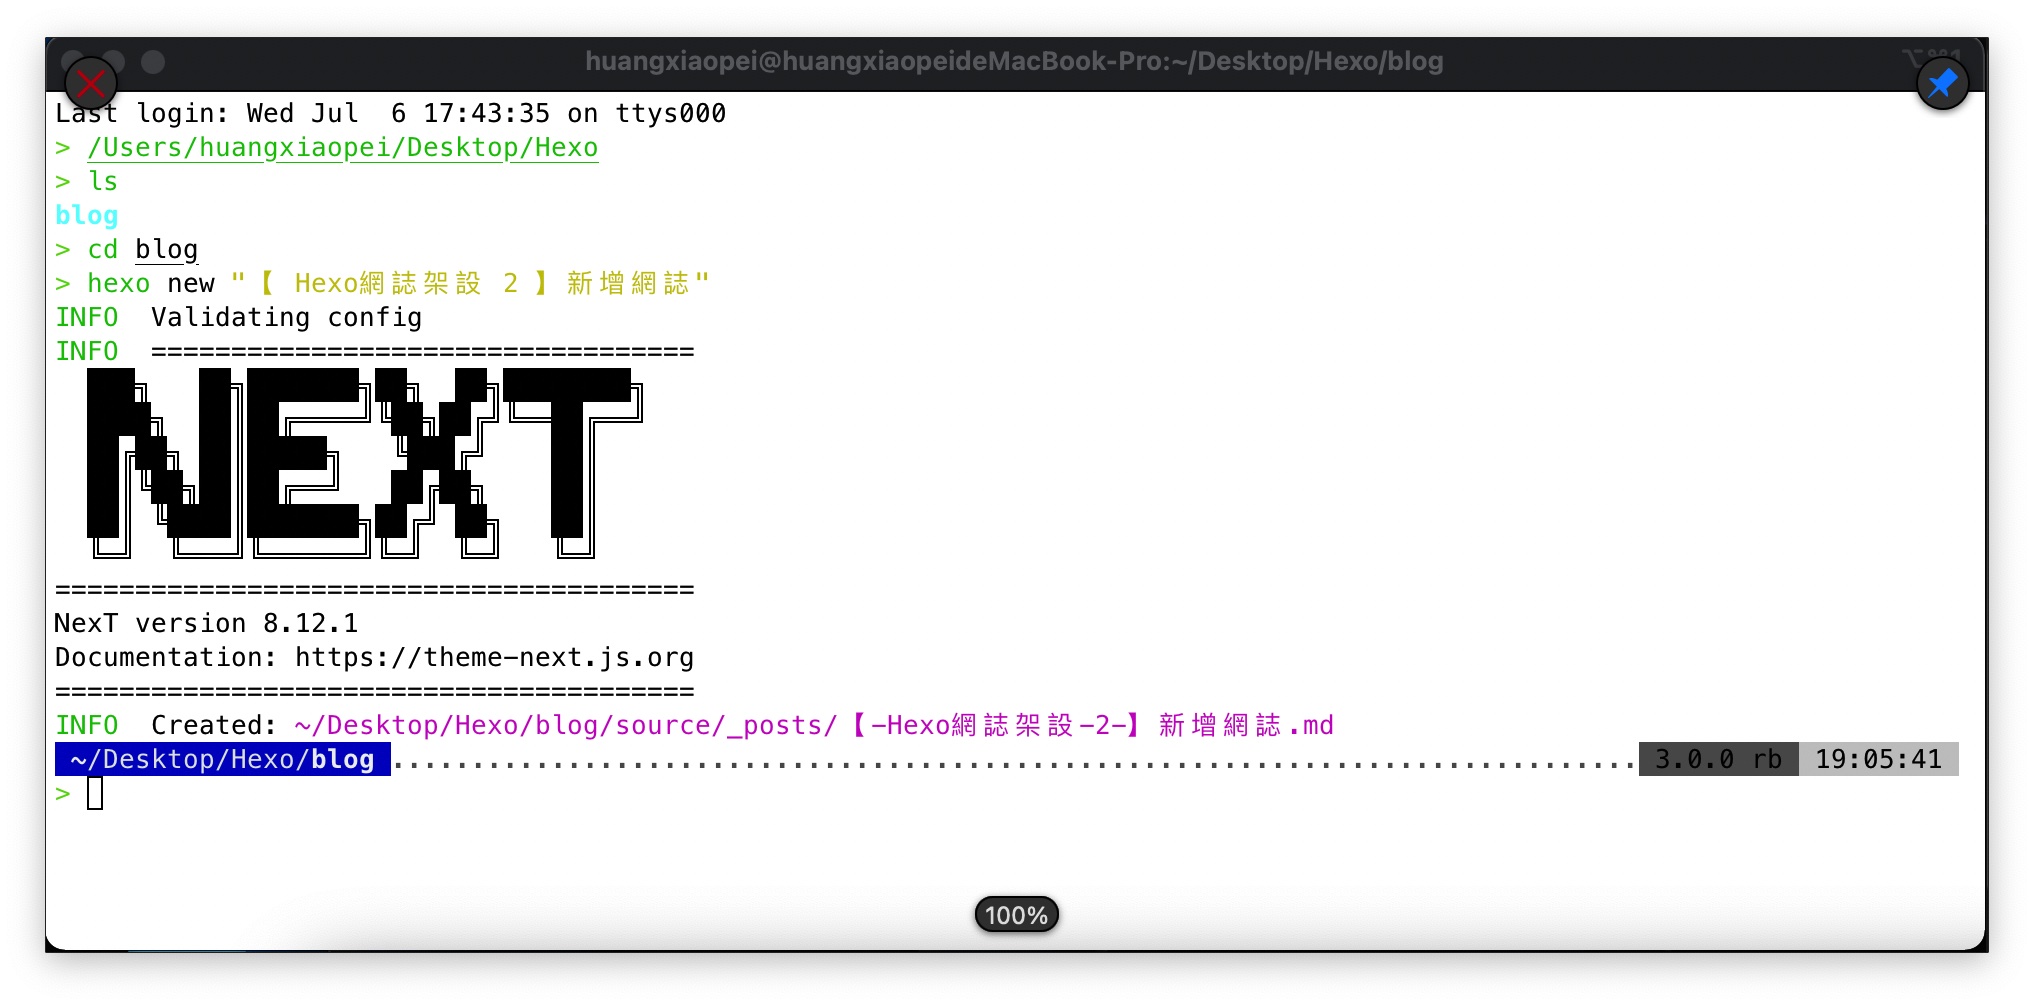 huangxiaopei@huangxiaopeideMacBook-Pro:~/Desktop/Hexo/blog
Last login: Wed Jul  6 17:43:35 on ttys000
> /Users/huangxiaopei/Desktop/Hexo
> ls
blog
> cd blog
> hexo new "【 Hexo網誌架設 2 】新增網誌"
INFO  Validating config
INFO  ==================================
NEXT
========================================
NexT version 8.12.1
Documentation: https://theme-next.js.org
========================================
INFO  Created: ~/Desktop/Hexo/blog/source/_posts/【-Hexo網誌架設-2-】新增網誌.md
~/Desktop/Hexo/blog ..............................................................................  3.0.0 rb  19:05:41
>
100%